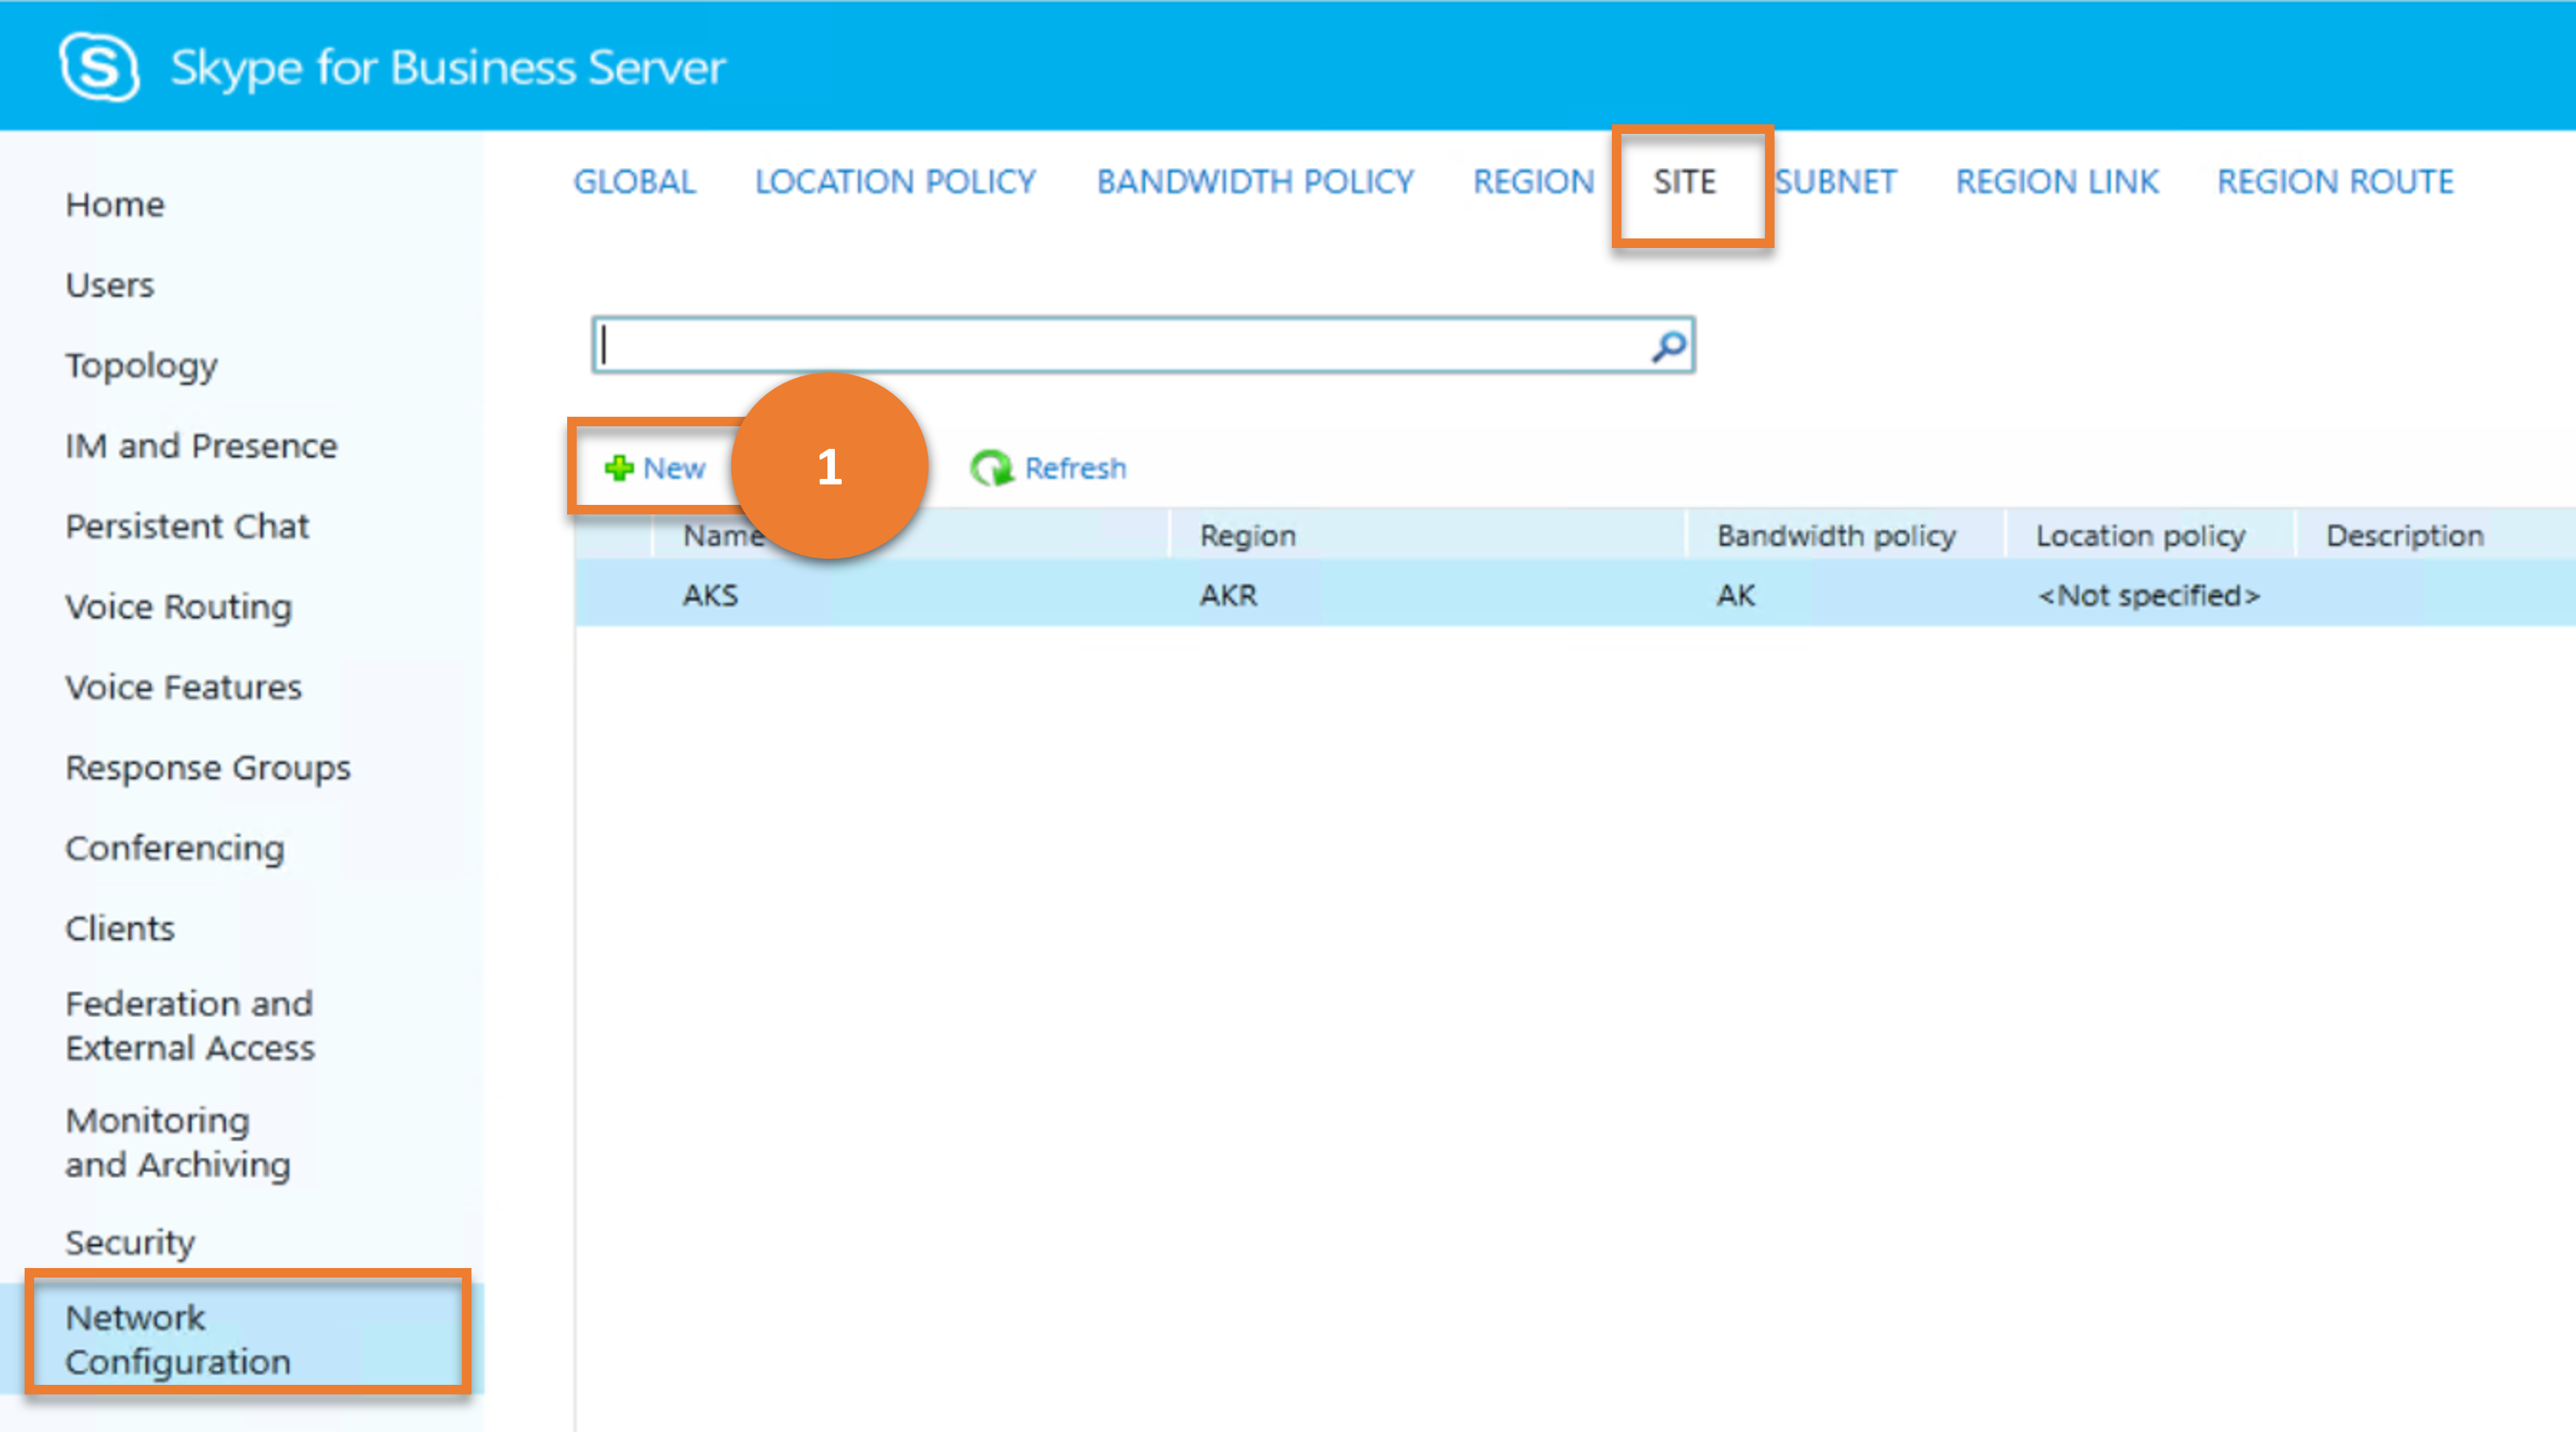 Skype for Business Server
GLOBAL LOCATION POLICY BANDWIDTH POLICY REGION SITE SUBNET REGION LINK REGION ROUTE
Home
Users
Topology
IM and Presence
Persistent Chat
Voice Routing
Voice Features
Response Groups
Conferencing
Clients
Federation and
External Access
Monitoring
and Archiving
Security
Network
Configuration
New 1 Refresh
Name Region Bandwidth policy Location policy Description
AKS AKR AK <Not specified>